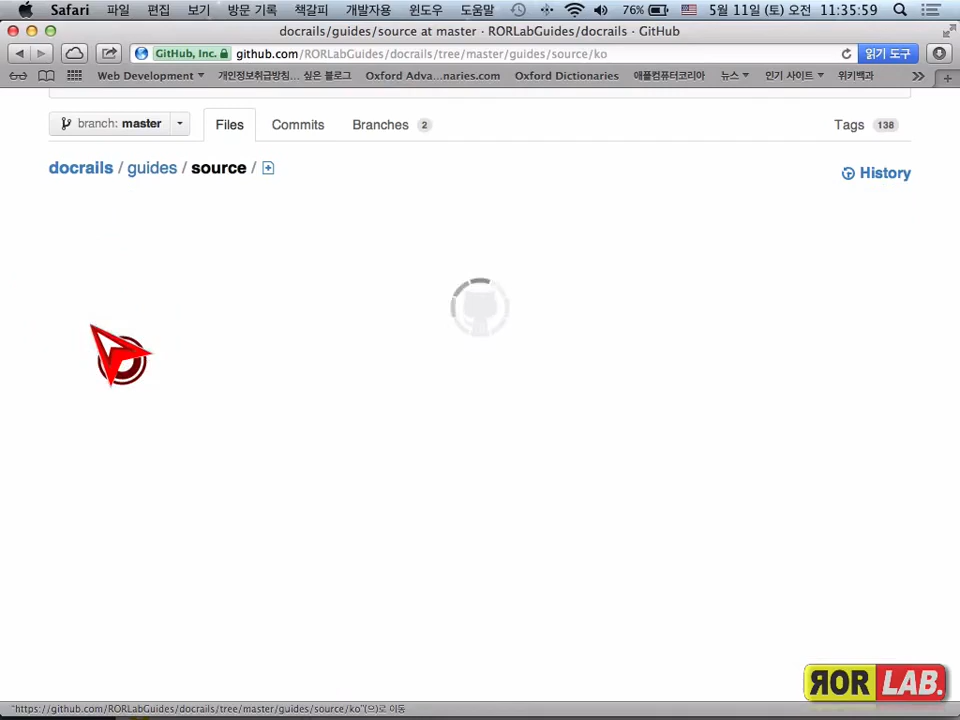 Safari 파일 편집 보기 방문 기록 책갈피 개발자용 윈도우 도움말 76% 5월 11일 (토) 오전 11:35:59
docrails/guides/source at master · RORLabGuides/docrails · GitHub
GitHub, Inc. github.com/RORLabGuides/docrails/tree/master/guides/source/ko 읽기 도구
Web Development 개인정보취급방침... 싶은 블로그 Oxford Adva...naries.com Oxford Dictionaries 애플컴퓨터코리아 뉴스 인기 사이트 위키백과
branch: master Files Commits Branches 2 Tags 138
docrails / guides / source /
History
ROR LAB.
"https://github.com/RORLabGuides/docrails/tree/master/guides/source/ko"(으)로 이동